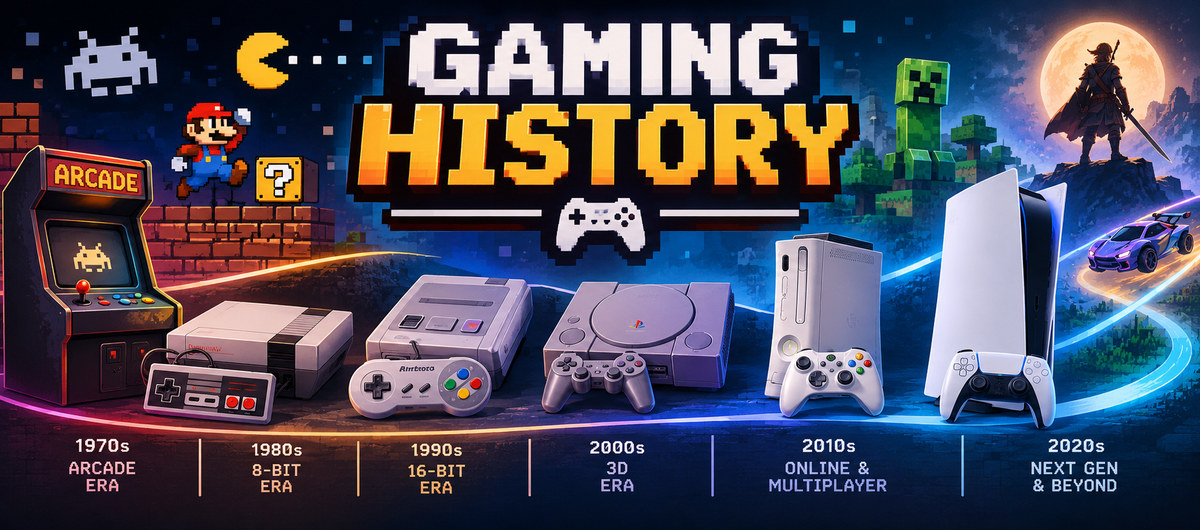 GAMING
HISTORY
ARCADE
?
1970s
ARCADE
ERA
1980s
8-BIT
ERA
1990s
16-BIT
ERA
2000s
3D
ERA
2010s
ONLINE &
MULTIPLAYER
2020s
NEXT GEN
& BEYOND